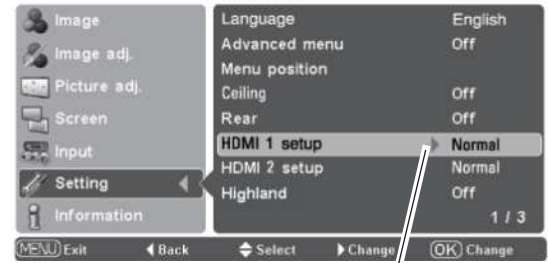 Image
Image adj.
Picture adj.
Screen
Input
Setting
Information
Language English
Advanced menu Off
Menu position
Ceiling Off
Rear Off
HDMI 1 setup Normal
HDMI 2 setup Normal
Highland Off
1 / 3
MENU Exit Back Select Change OK Change